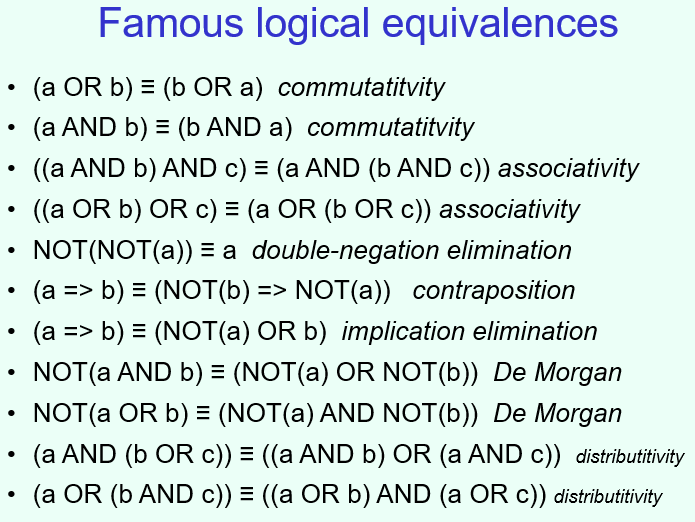 Famous logical equivalences
• (a OR b) ≡ (b OR a) commutatitvity
• (a AND b) ≡ (b AND a) commutatitvity
• ((a AND b) AND c) ≡ (a AND (b AND c)) associativity
• ((a OR b) OR c) ≡ (a OR (b OR c)) associativity
• NOT(NOT(a)) ≡ a double-negation elimination
• (a => b) ≡ (NOT(b) => NOT(a)) contraposition
• (a => b) ≡ (NOT(a) OR b) implication elimination
• NOT(a AND b) ≡ (NOT(a) OR NOT(b)) De Morgan
• NOT(a OR b) ≡ (NOT(a) AND NOT(b)) De Morgan
• (a AND (b OR c)) ≡ ((a AND b) OR (a AND c)) distributitivity
• (a OR (b AND c)) ≡ ((a OR b) AND (a OR c)) distributitivity